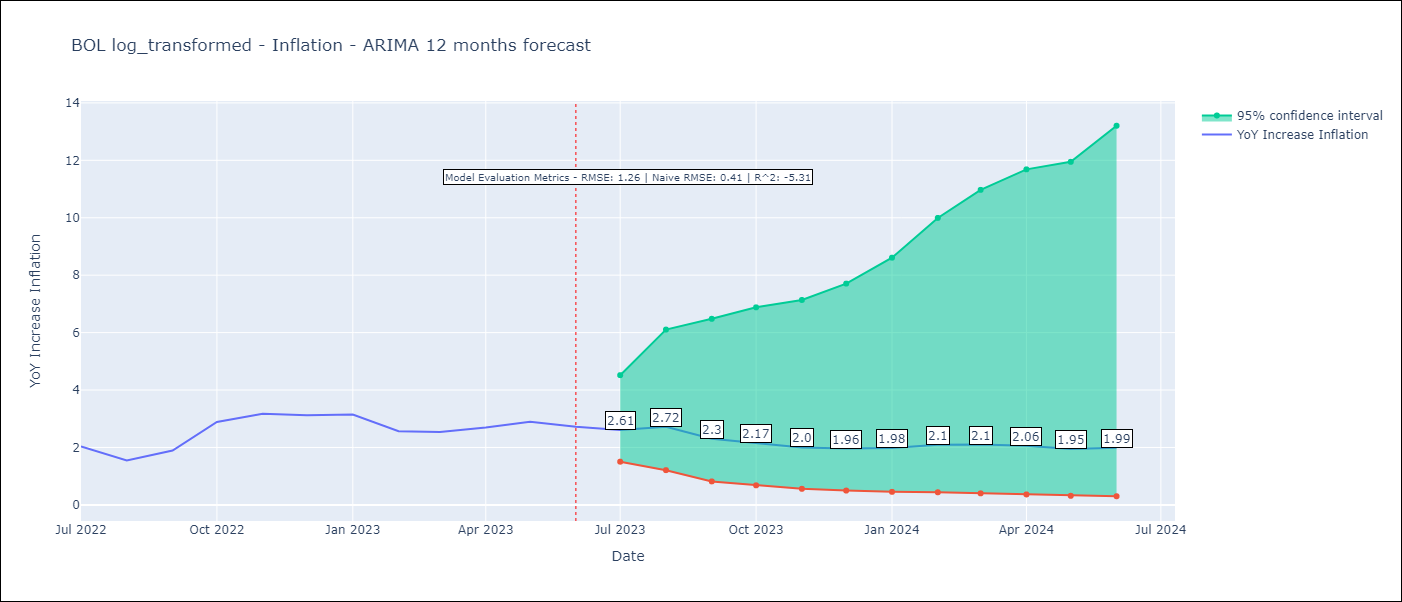 BOL log_transformed - Inflation - ARIMA 12 months forecast
95% confidence interval
YoY Increase Inflation
Model Evaluation Metrics - RMSE: 1.26 | Naive RMSE: 0.41 | R^2: -5.31
YoY Increase Inflation
14
12
10
8
6
4
2
0
2.61
2.72
2.3
2.17
2.0
1.96
1.98
2.1
2.1
2.06
1.95
1.99
Jul 2022
Oct 2022
Jan 2023
Apr 2023
Jul 2023
Oct 2023
Jan 2024
Apr 2024
Jul 2024
Date